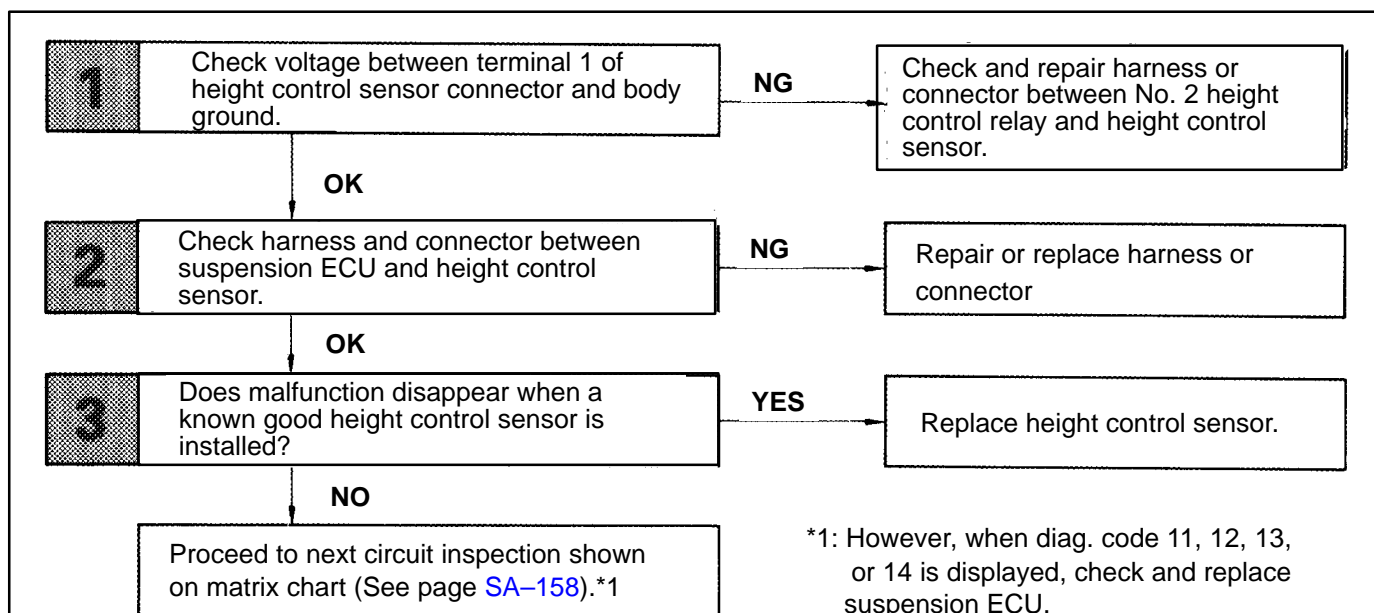 1
Check voltage between terminal 1 of
height control sensor connector and body
ground.
NG
Check and repair harness or
connector between No. 2 height
control relay and height control
sensor.
OK
2
Check harness and connector between
suspension ECU and height control
sensor.
NG
Repair or replace harness or
connector
OK
3
Does malfunction disappear when a
known good height control sensor is
installed?
YES
Replace height control sensor.
NO
Proceed to next circuit inspection shown
on matrix chart (See page SA–158).*1
*1: However, when diag. code 11, 12, 13,
or 14 is displayed, check and replace
suspension ECU.